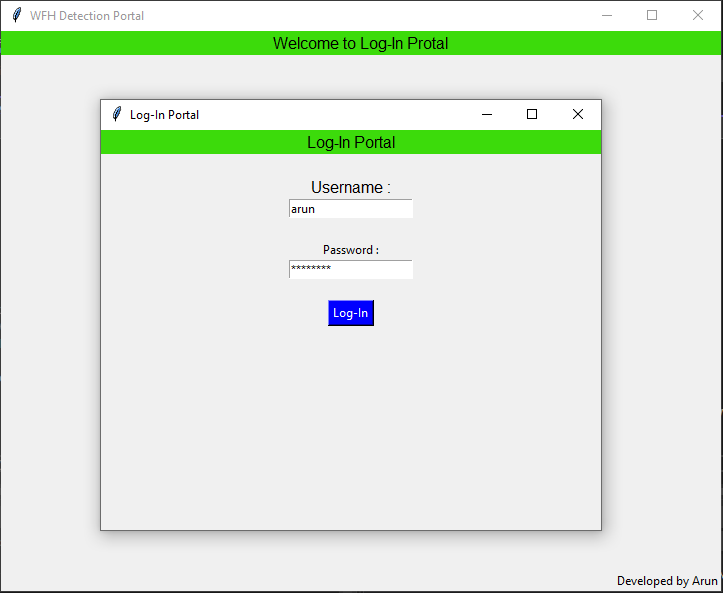 WFH Detection Portal
Welcome to Log-In Protal
Log-In Portal
Log-In Portal
Username :
arun
Password :
********
Log-In
Developed by Arun